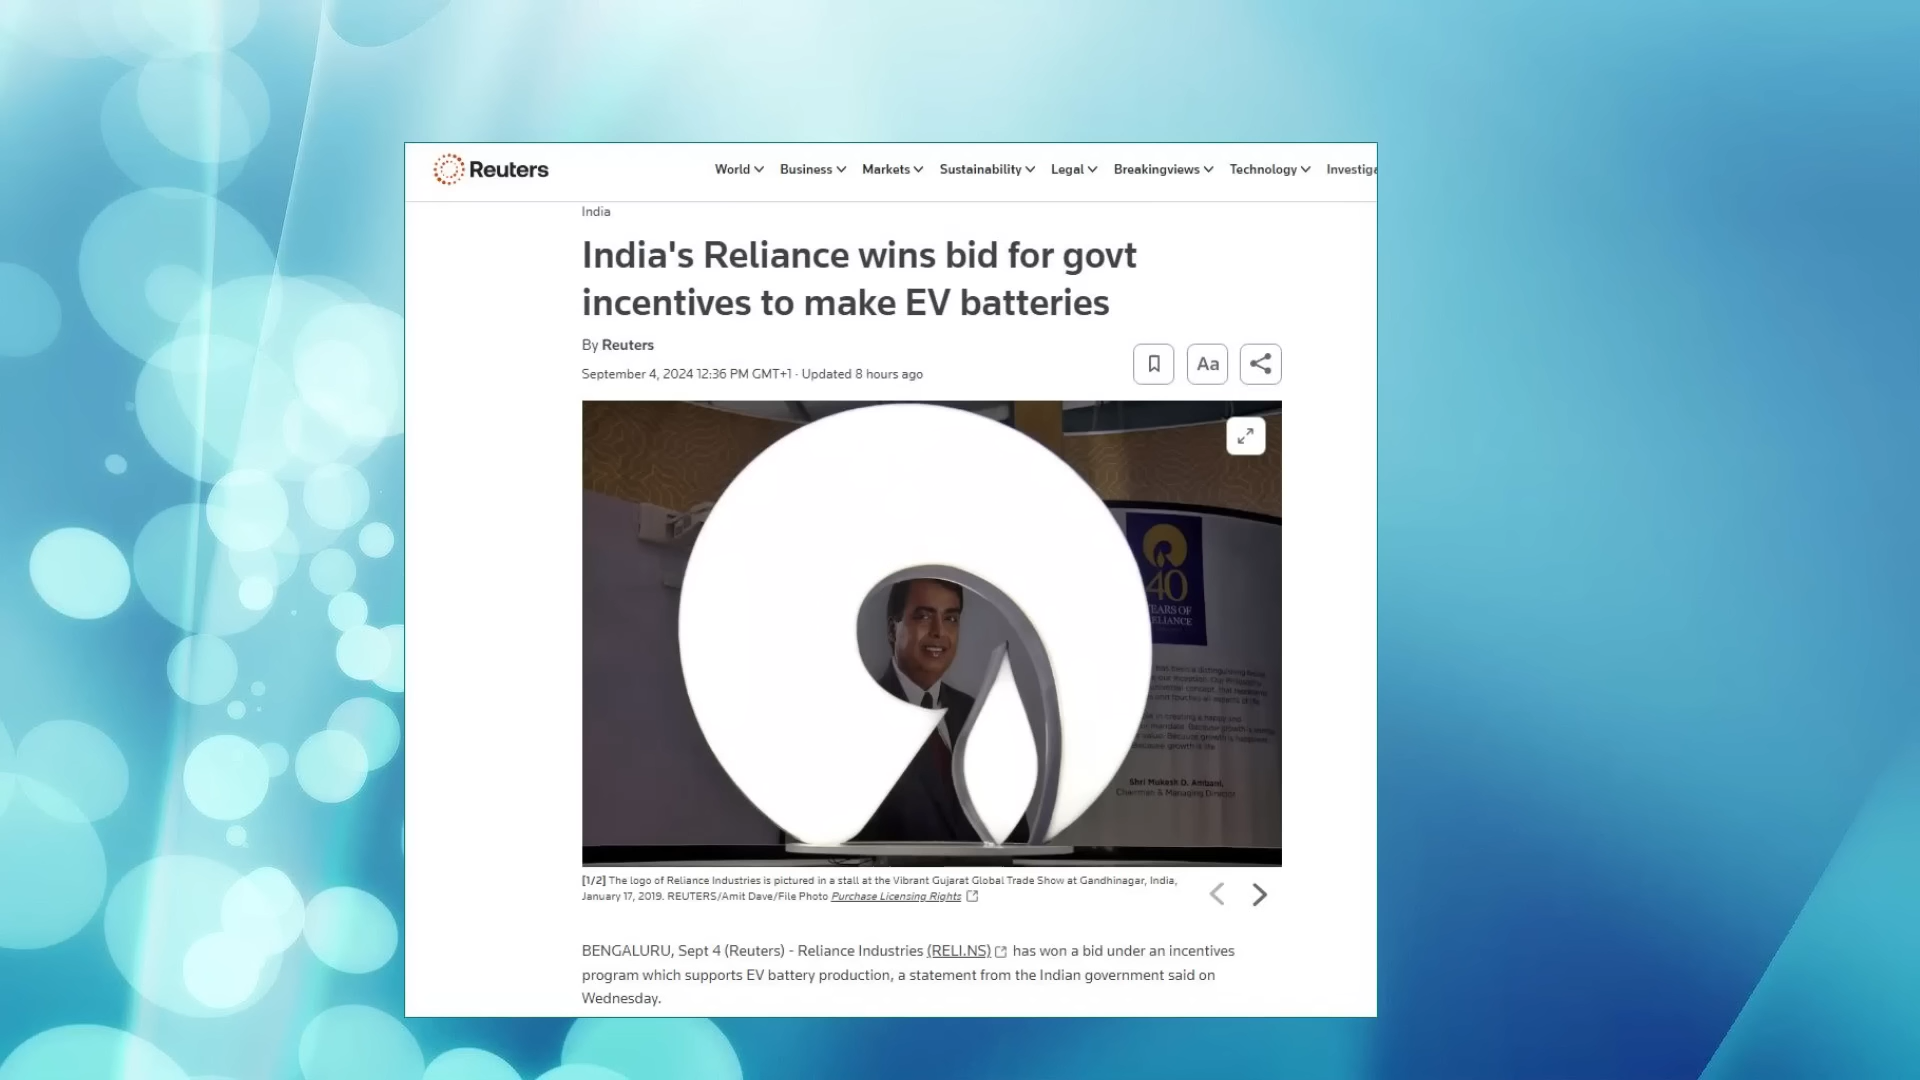 Reuters
World Business Markets Sustainability Legal Breakingviews Technology
India
India's Reliance wins bid for govt
incentives to make EV batteries
By Reuters
September 4, 2024 12:36 PM GMT+1 · Updated 8 hours ago
Aa
40
RELIANCE
Shri Mukesh D. Ambani,
Chairman & Managing Director
[1/2] The logo of Reliance Industries is pictured in a stall at the Vibrant Gujarat Global Trade Show at Gandhinagar, India,
January 17, 2019. REUTERS/Amit Dave/File Photo Purchase Licensing Rights
BENGALURU, Sept 4 (Reuters) - Reliance Industries (RELI.NS) has won a bid under an incentives
program which supports EV battery production, a statement from the Indian government said on
Wednesday.